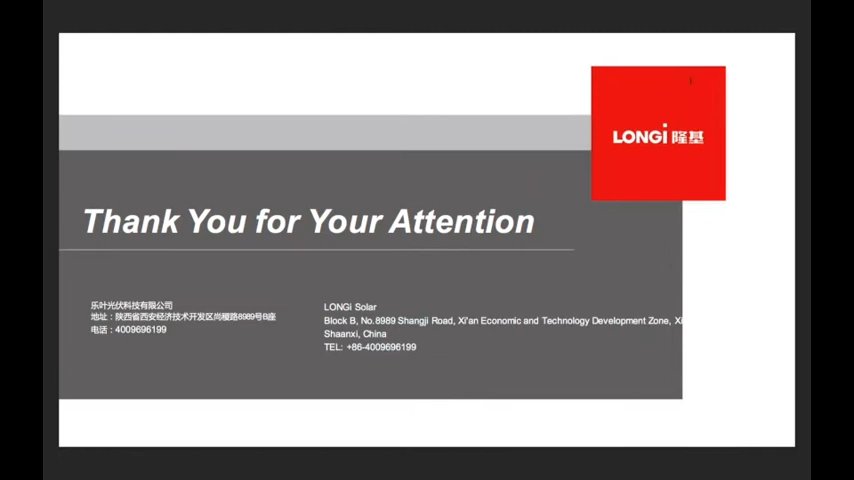 LONGi 隆基
Thank You for Your Attention
乐叶光伏科技有限公司
地址：陕西省西安经济技术开发区尚稷路8989号B座
电话：4009696199
LONGi Solar
Block B, No.8989 Shangji Road, Xi'an Economic and Technology Development Zone, Xi
Shaanxi, China
TEL: +86-4009696199